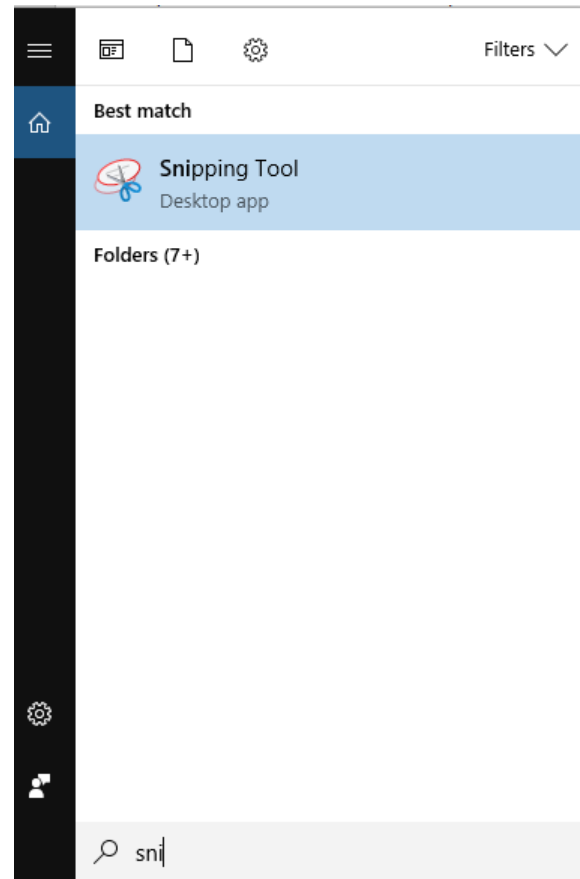 Filters
Best match
Snipping Tool
Desktop app
Folders (7+)
sni